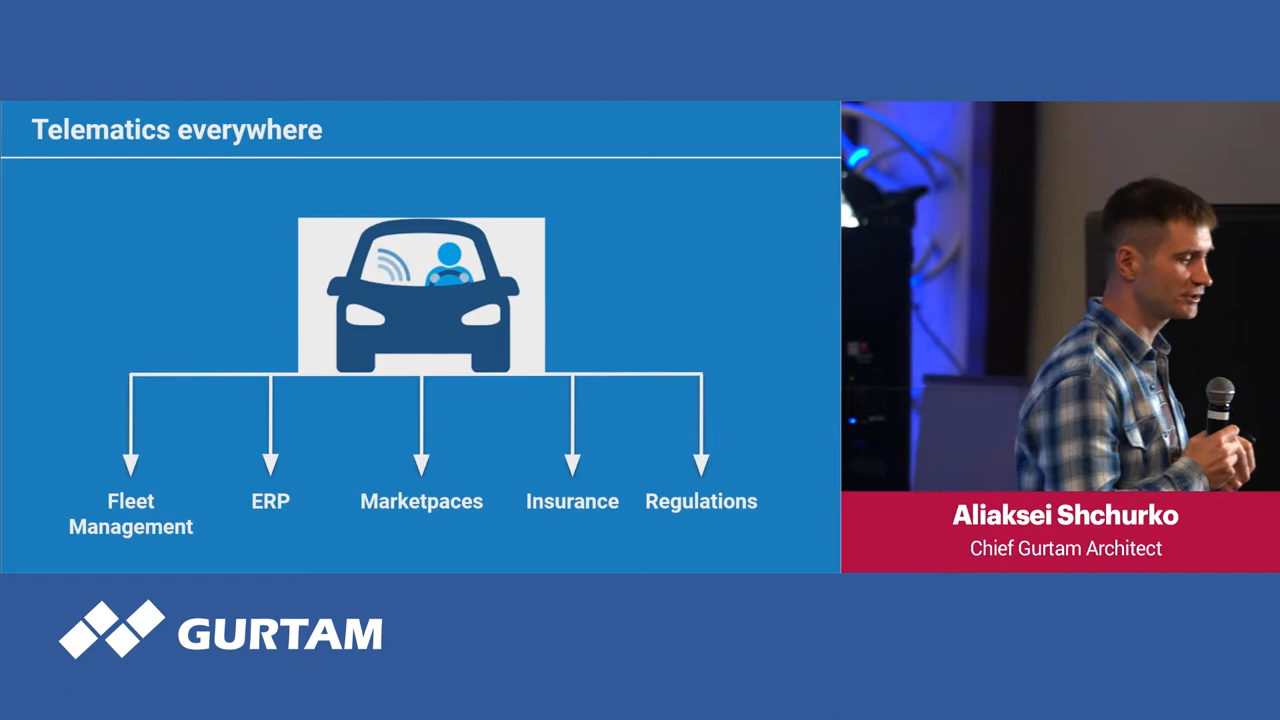 Telematics everywhere
Fleet
Management
ERP
Marketpaces
Insurance
Regulations
Aliaksei Shchurko
Chief Gurtam Architect
GURTAM